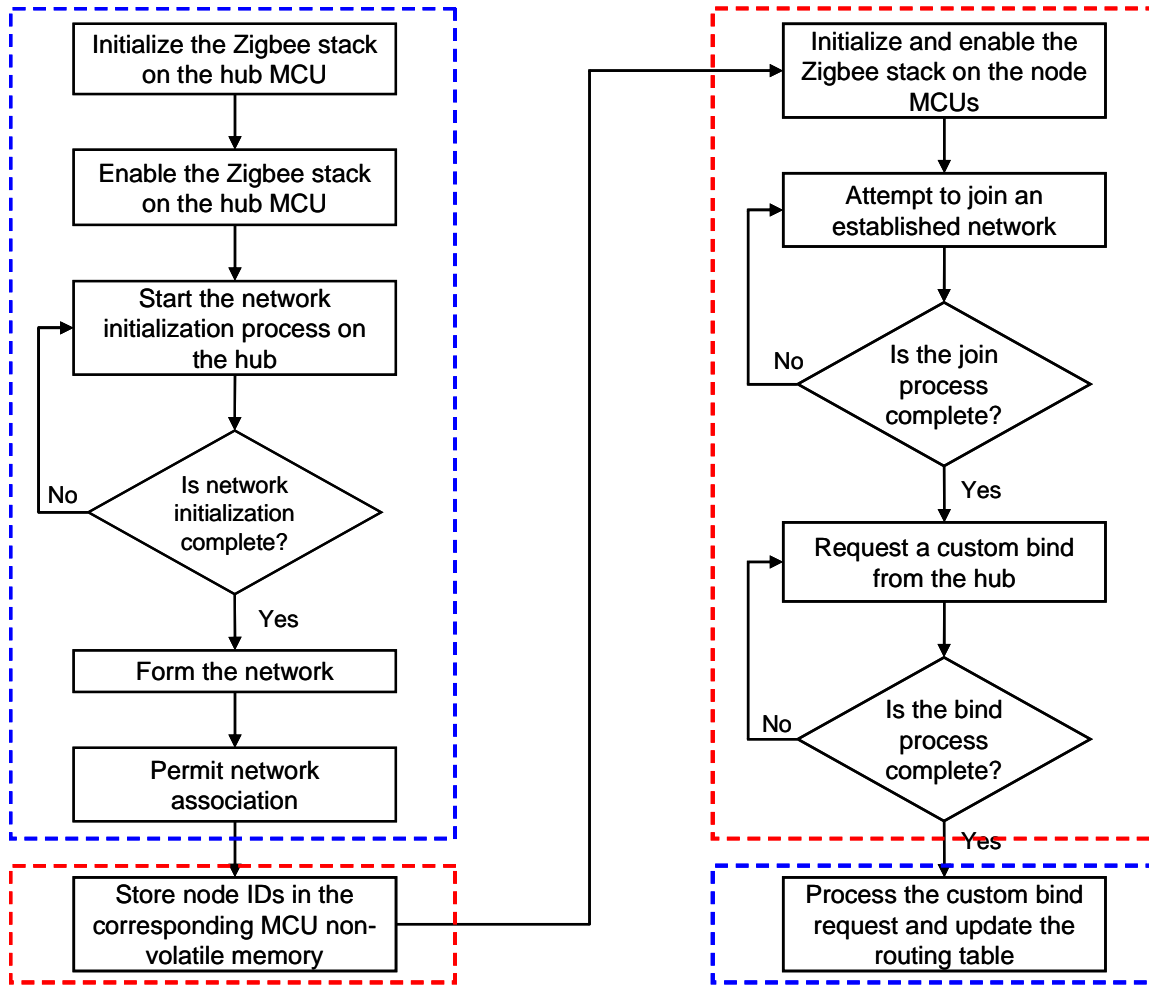 Initialize the Zigbee stack
on the hub MCU
Enable the Zigbee stack
on the hub MCU
Start the network
initialization process on
the hub
No
Is network
initialization
complete?
Yes
Form the network
Permit network
association
Store node IDs in the
corresponding MCU non-
volatile memory
Initialize and enable the
Zigbee stack on the node
MCUs
Attempt to join an
established network
No
Is the join
process
complete?
Yes
Request a custom bind
from the hub
No
Is the bind
process
complete?
Yes
Process the custom bind
request and update the
routing table